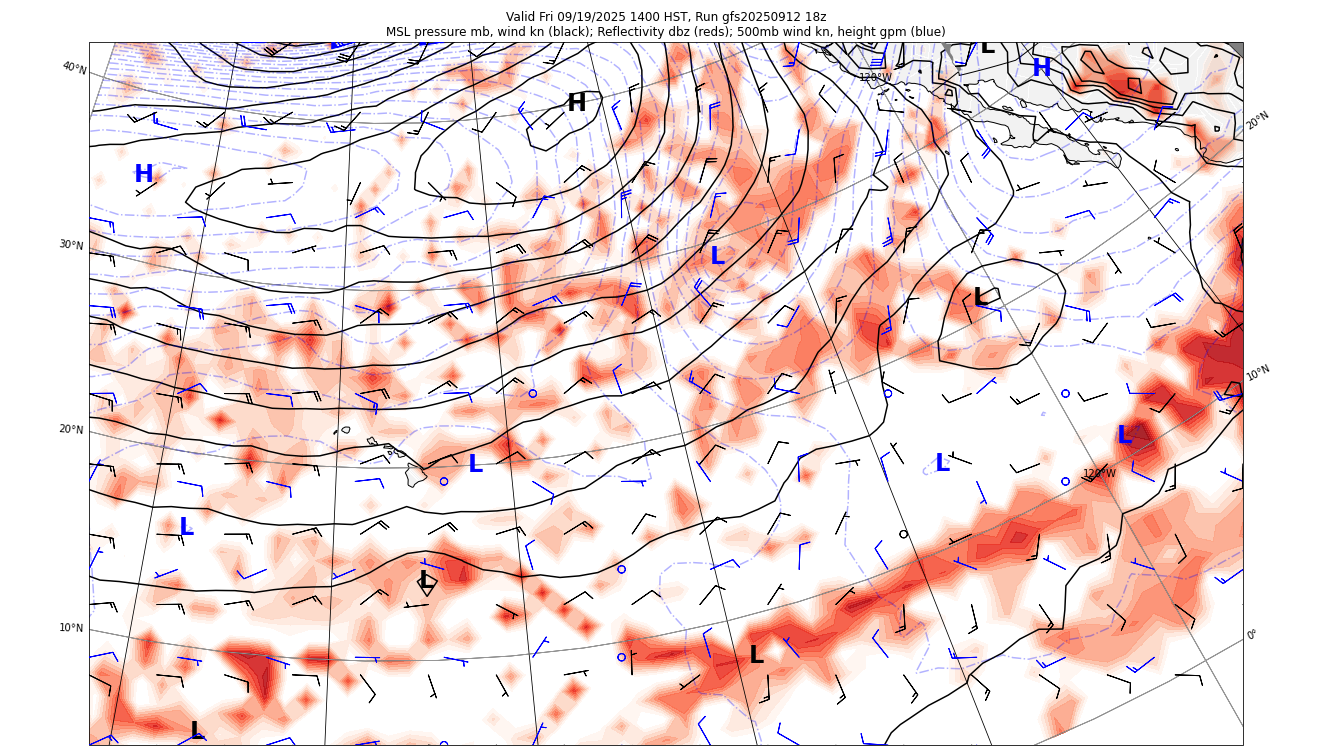 Valid Fri 09/19/2025 1400 HST, Run gfs20250912 18z
MSL pressure mb, wind kn (black); Reflectivity dbz (reds); 500mb wind kn, height gpm (blue)
L
H
120°W
40°N
H
20°N
H
30°N
L
L
10°N
20°N
L
L
L
120°W
L
L
10°N
0°
L
L